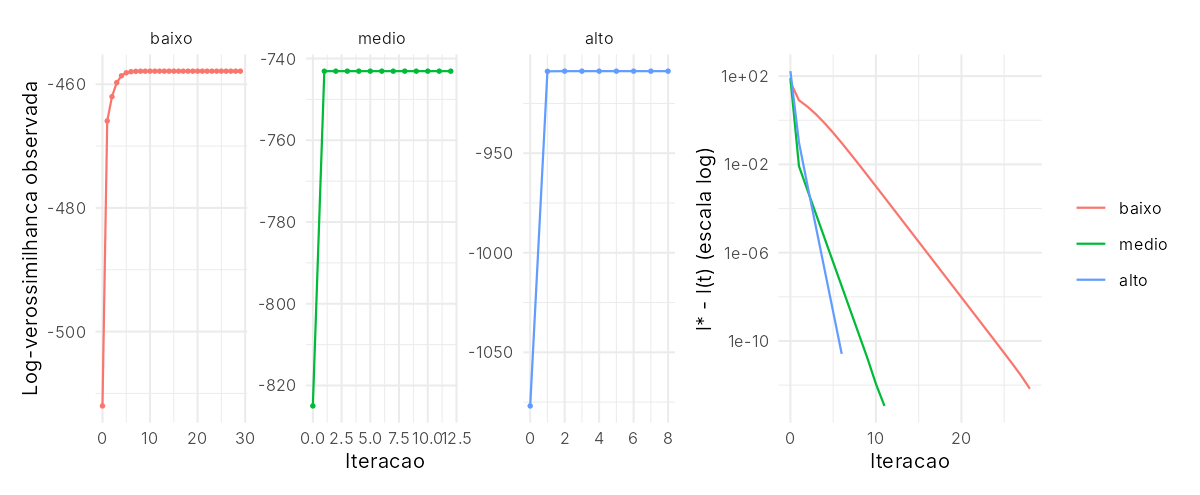 baixo
medio
alto
Log-verossimilhanca observada
-460
-480
-500
0 10 20 30
-740
-760
-780
-800
-820
0.0 2.5 5.0 7.5 10.0 12.5
-950
-1000
-1050
0 2 4 6 8
Iteracao
l* - l(t) (escala log)
1e+02
1e-02
1e-06
1e-10
0 10 20
Iteracao
baixo
medio
alto